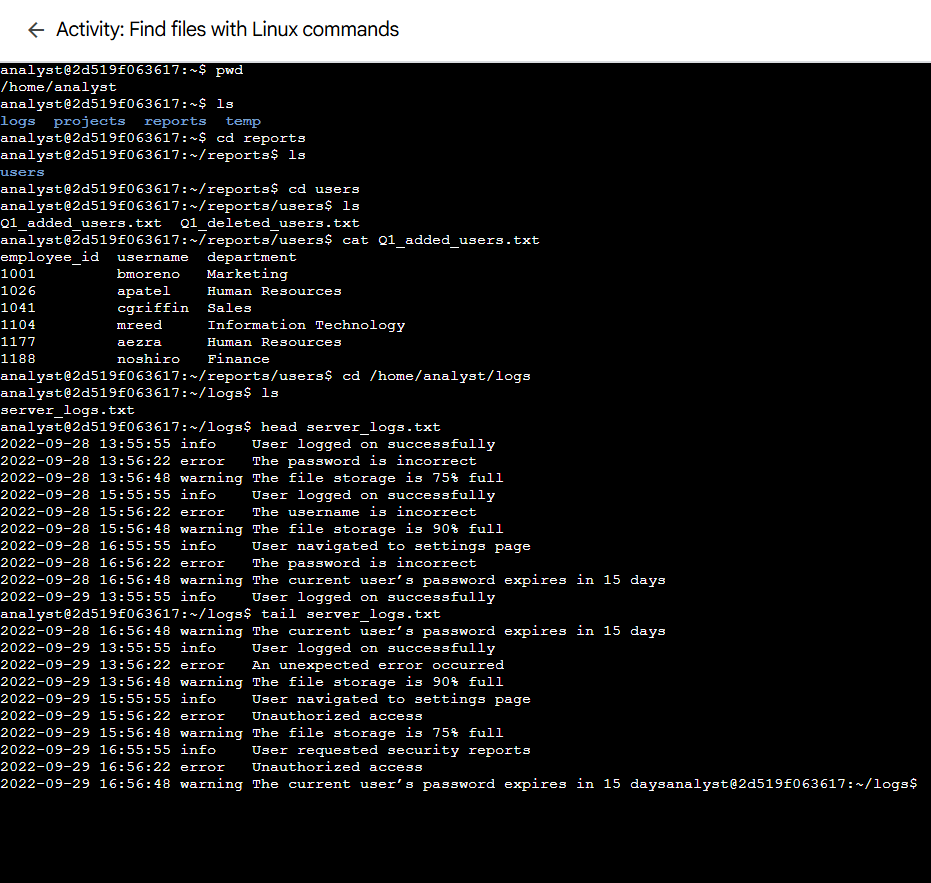 Activity: Find files with Linux commands
analyst@2d519f063617:~$ pwd
/home/analyst
analyst@2d519f063617:~$ ls
logs  projects  reports  temp
analyst@2d519f063617:~$ cd reports
analyst@2d519f063617:~/reports$ ls
users
analyst@2d519f063617:~/reports$ cd users
analyst@2d519f063617:~/reports/users$ ls
Q1_added_users.txt  Q1_deleted_users.txt
analyst@2d519f063617:~/reports/users$ cat Q1_added_users.txt
employee_id  username  department
1001         bmoreno   Marketing
1026         apatel    Human Resources
1041         cgriffin  Sales
1104         mreed     Information Technology
1177         aezra     Human Resources
1188         noshiro   Finance
analyst@2d519f063617:~/reports/users$ cd /home/analyst/logs
analyst@2d519f063617:~/logs$ ls
server_logs.txt
analyst@2d519f063617:~/logs$ head server_logs.txt
2022-09-28 13:55:55 info    User logged on successfully
2022-09-28 13:56:22 error   The password is incorrect
2022-09-28 13:56:48 warning The file storage is 75% full
2022-09-28 15:55:55 info    User logged on successfully
2022-09-28 15:56:22 error   The username is incorrect
2022-09-28 15:56:48 warning The file storage is 90% full
2022-09-28 16:55:55 info    User navigated to settings page
2022-09-28 16:56:22 error   The password is incorrect
2022-09-28 16:56:48 warning The current user’s password expires in 15 days
2022-09-29 13:55:55 info    User logged on successfully
analyst@2d519f063617:~/logs$ tail server_logs.txt
2022-09-28 16:56:48 warning The current user’s password expires in 15 days
2022-09-29 13:55:55 info    User logged on successfully
2022-09-29 13:56:22 error   An unexpected error occurred
2022-09-29 13:56:48 warning The file storage is 90% full
2022-09-29 15:55:55 info    User navigated to settings page
2022-09-29 15:56:22 error   Unauthorized access
2022-09-29 15:56:48 warning The file storage is 75% full
2022-09-29 16:55:55 info    User requested security reports
2022-09-29 16:56:22 error   Unauthorized access
2022-09-29 16:56:48 warning The current user’s password expires in 15 daysanalyst@2d519f063617:~/logs$